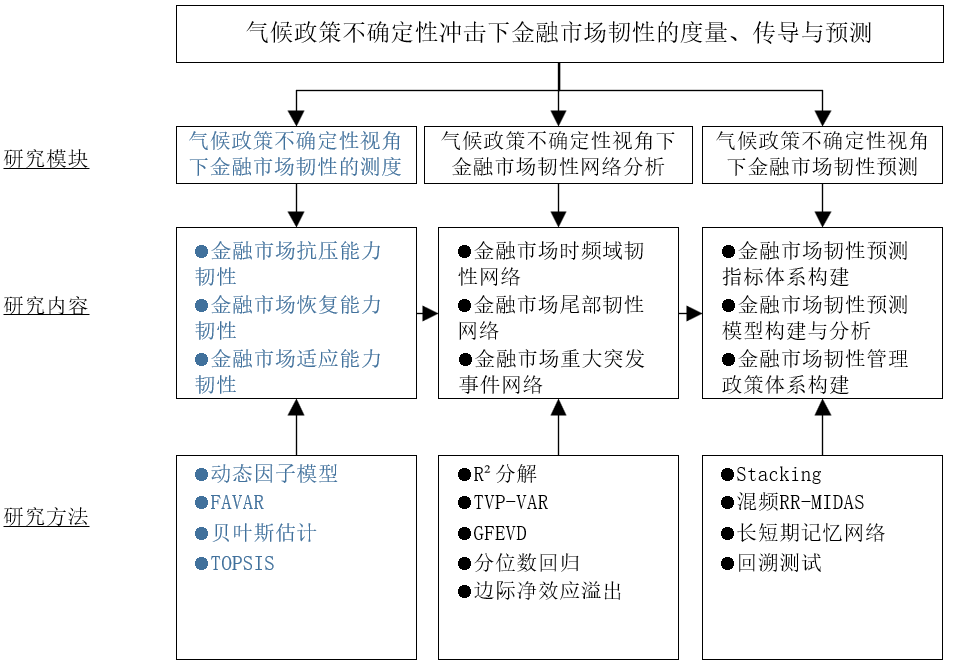 气候政策不确定性冲击下金融市场韧性的度量、传导与预测
研究模块
气候政策不确定性视角
下金融市场韧性的测度
气候政策不确定性视角下
金融市场韧性网络分析
气候政策不确定性视角
下金融市场韧性预测
研究内容
●金融市场抗压能力
韧性
●金融市场恢复能力
韧性
●金融市场适应能力
韧性
●金融市场时频域韧
性网络
●金融市场尾部韧性
网络
●金融市场重大突发
事件网络
●金融市场韧性预测
指标体系构建
●金融市场韧性预测
模型构建与分析
●金融市场韧性管理
政策体系构建
研究方法
●动态因子模型
●FAVAR
●贝叶斯估计
●TOPSIS
●R²分解
●TVP-VAR
●GFEVD
●分位数回归
●边际净效应溢出
●Stacking
●混频RR-MIDAS
●长短期记忆网络
●回溯测试